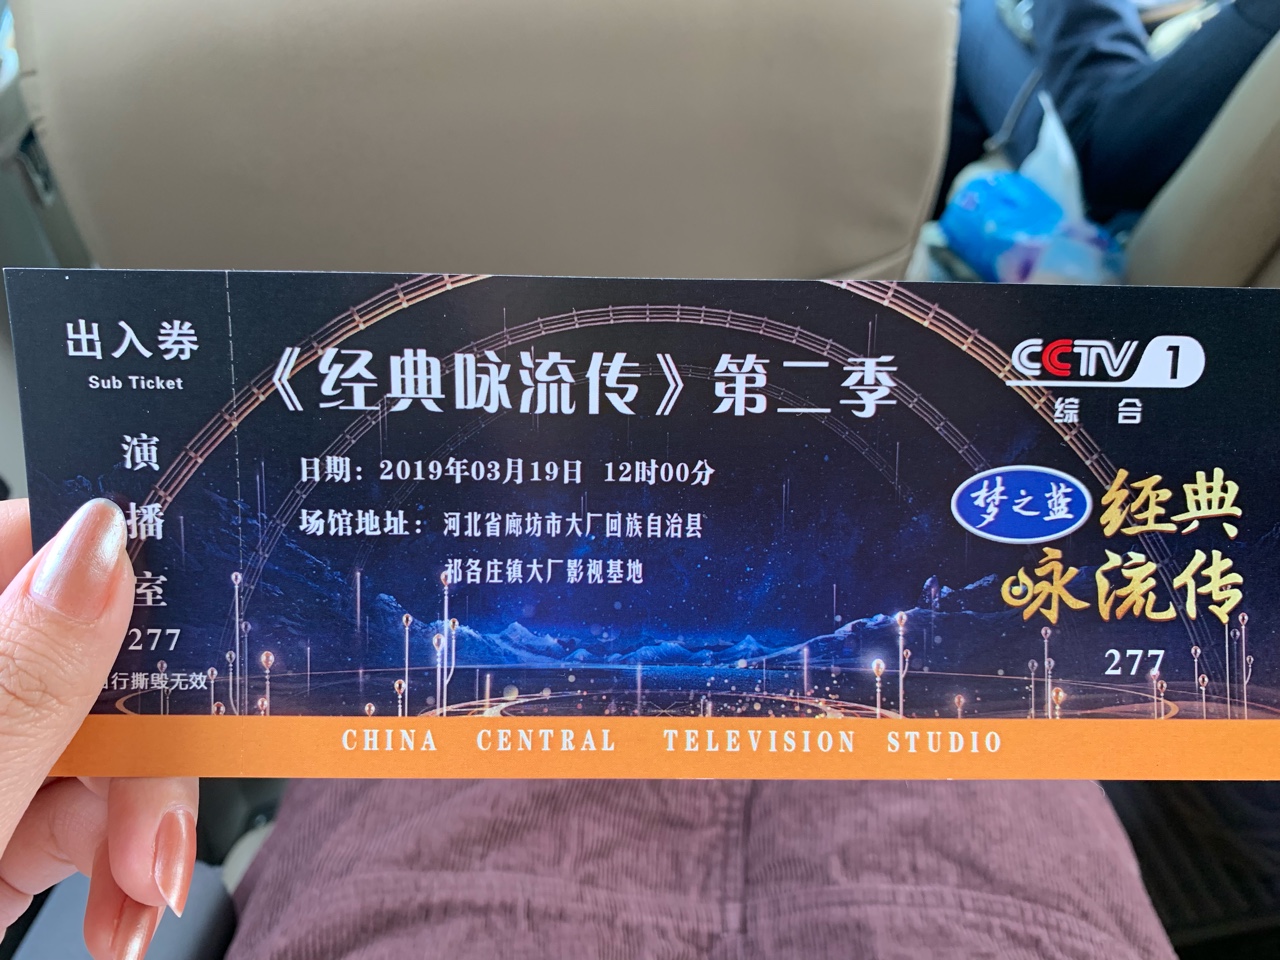 出入券
Sub Ticket
演
播
室
277
行撕毁无效
《经典咏流传》第二季
日期：2019年03月19日 12时00分
场馆地址：河北省廊坊市大厂回族自治县
祁各庄镇大厂影视基地
CCTV 1
综合
梦之蓝
经典
咏流传
277
CHINA CENTRAL TELEVISION STUDIO